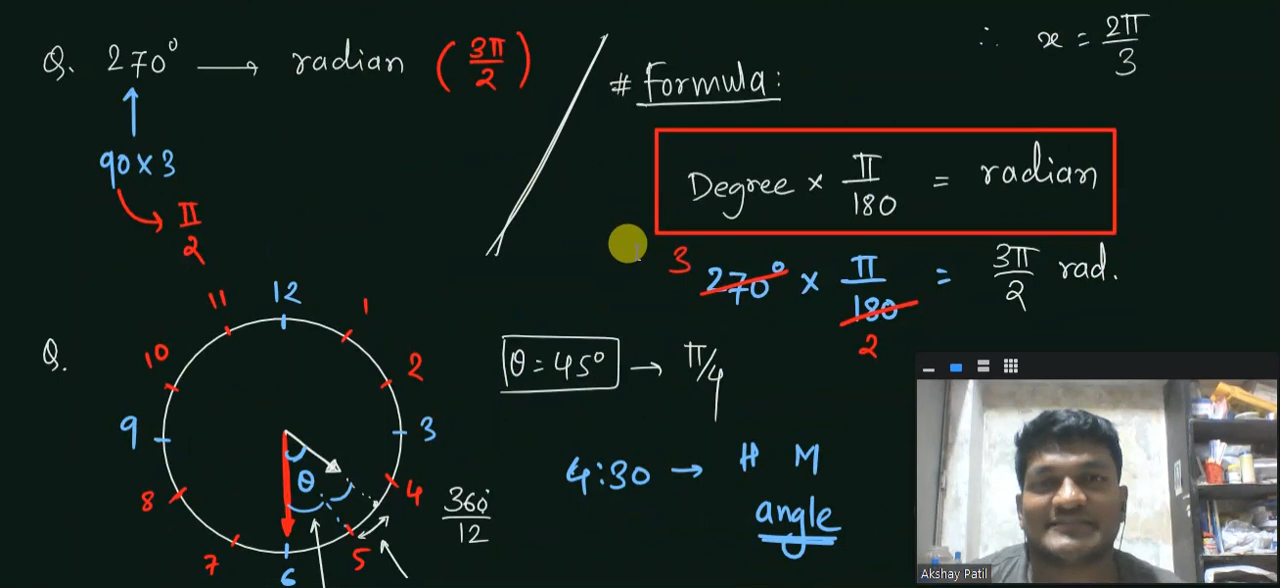 Q. 270° ⟶ radian (3π/2)
90 × 3
π/2
∴ x = 2π/3
# Formula:
Degree × π/180 = radian
3
270° × π/180 = 3π/2 rad.
2
Q.
12
1
2
3
4
5
6
7
8
9
10
11
θ
360°/12
θ = 45° → π/4
4:30 → H M
angle
Akshay Patil